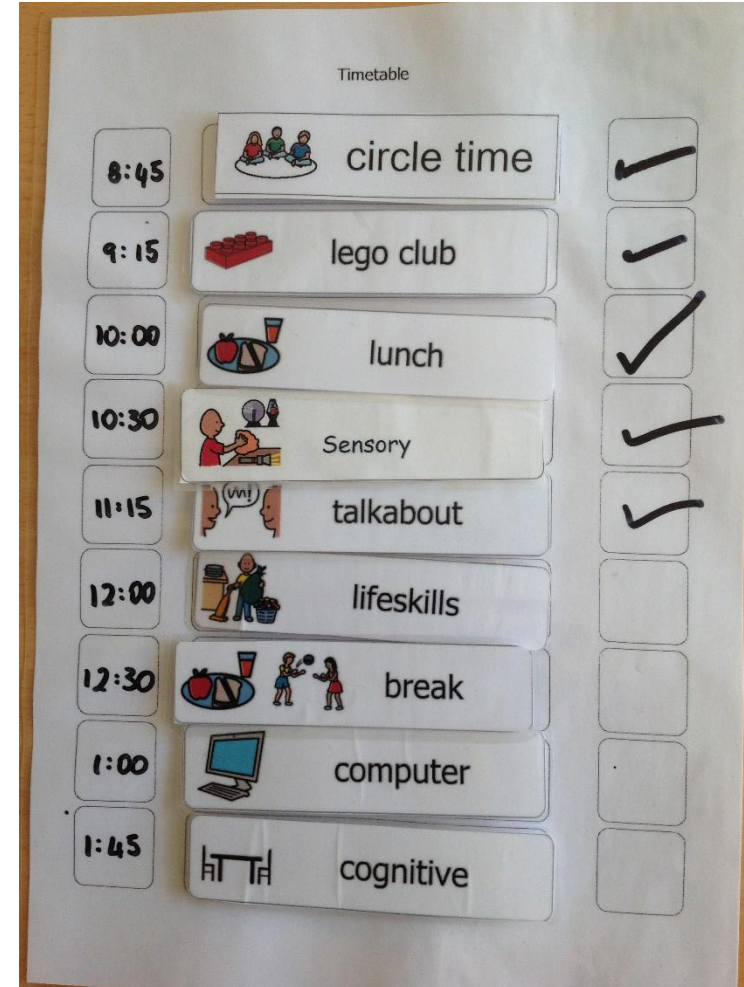 Timetable
8:45 circle time
9:15 lego club
10:00 lunch
10:30 Sensory
11:15 talkabout
12:00 lifeskills
12:30 break
1:00 computer
1:45 cognitive